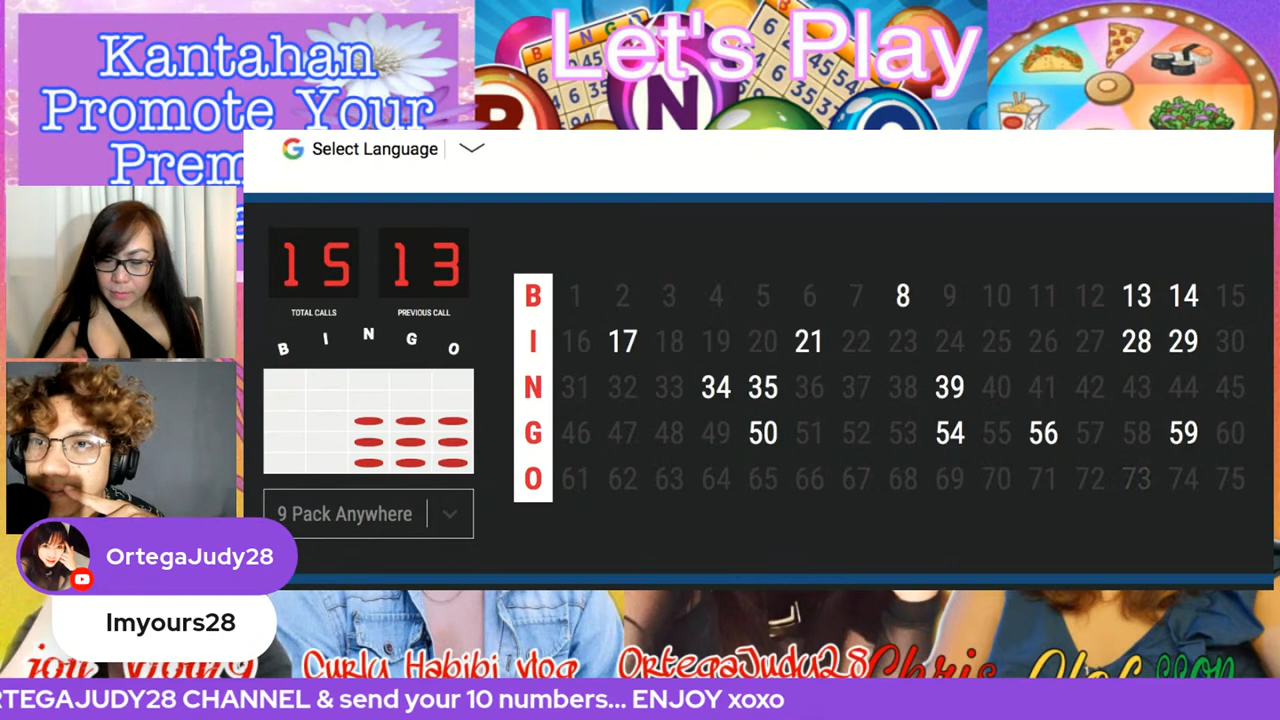 Kantahan
Promote Your
Prem
Let's Play
B N O
Select Language
15 13
TOTAL CALLS PREVIOUS CALL
B I N G O
9 Pack Anywhere
B 1 2 3 4 5 6 7 8 9 10 11 12 13 14 15
I 16 17 18 19 20 21 22 23 24 25 26 27 28 29 30
N 31 32 33 34 35 36 37 38 39 40 41 42 43 44 45
G 46 47 48 49 50 51 52 53 54 55 56 57 58 59 60
O 61 62 63 64 65 66 67 68 69 70 71 72 73 74 75
OrtegaJudy28
Imyours28
Curly Habibi vlog
OrtegaJudy28
Chris
RTEGAJUDY28 CHANNEL & send your 10 numbers... ENJOY xoxo